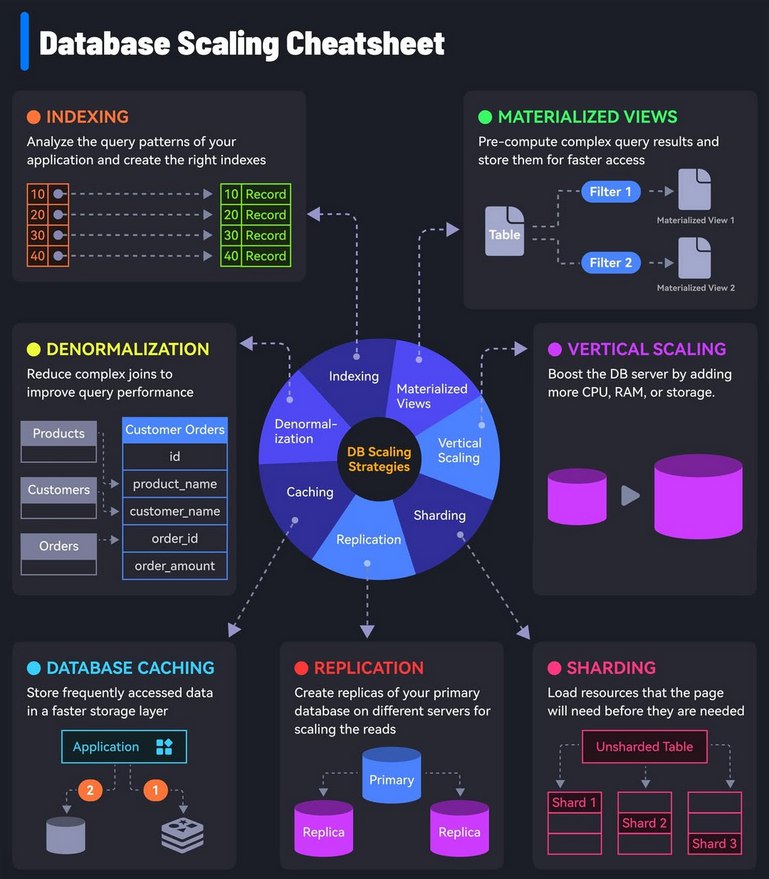 Database Scaling Cheatsheet
INDEXING
Analyze the query patterns of your
application and create the right indexes
10
20
30
40
10 Record
20 Record
30 Record
40 Record
MATERIALIZED VIEWS
Pre-compute complex query results and
store them for faster access
Table
Filter 1
Materialized View 1
Filter 2
Materialized View 2
DENORMALIZATION
Reduce complex joins to
improve query performance
Products
Customers
Orders
Customer Orders
id
product_name
customer_name
order_id
order_amount
DB Scaling
Strategies
Indexing
Materialized
Views
Vertical
Scaling
Sharding
Replication
Caching
Denormal-
ization
VERTICAL SCALING
Boost the DB server by adding
more CPU, RAM, or storage.
DATABASE CACHING
Store frequently accessed data
in a faster storage layer
Application
2
1
REPLICATION
Create replicas of your primary
database on different servers for
scaling the reads
Primary
Replica
Replica
SHARDING
Load resources that the page
will need before they are needed
Unsharded Table
Shard 1
Shard 2
Shard 3